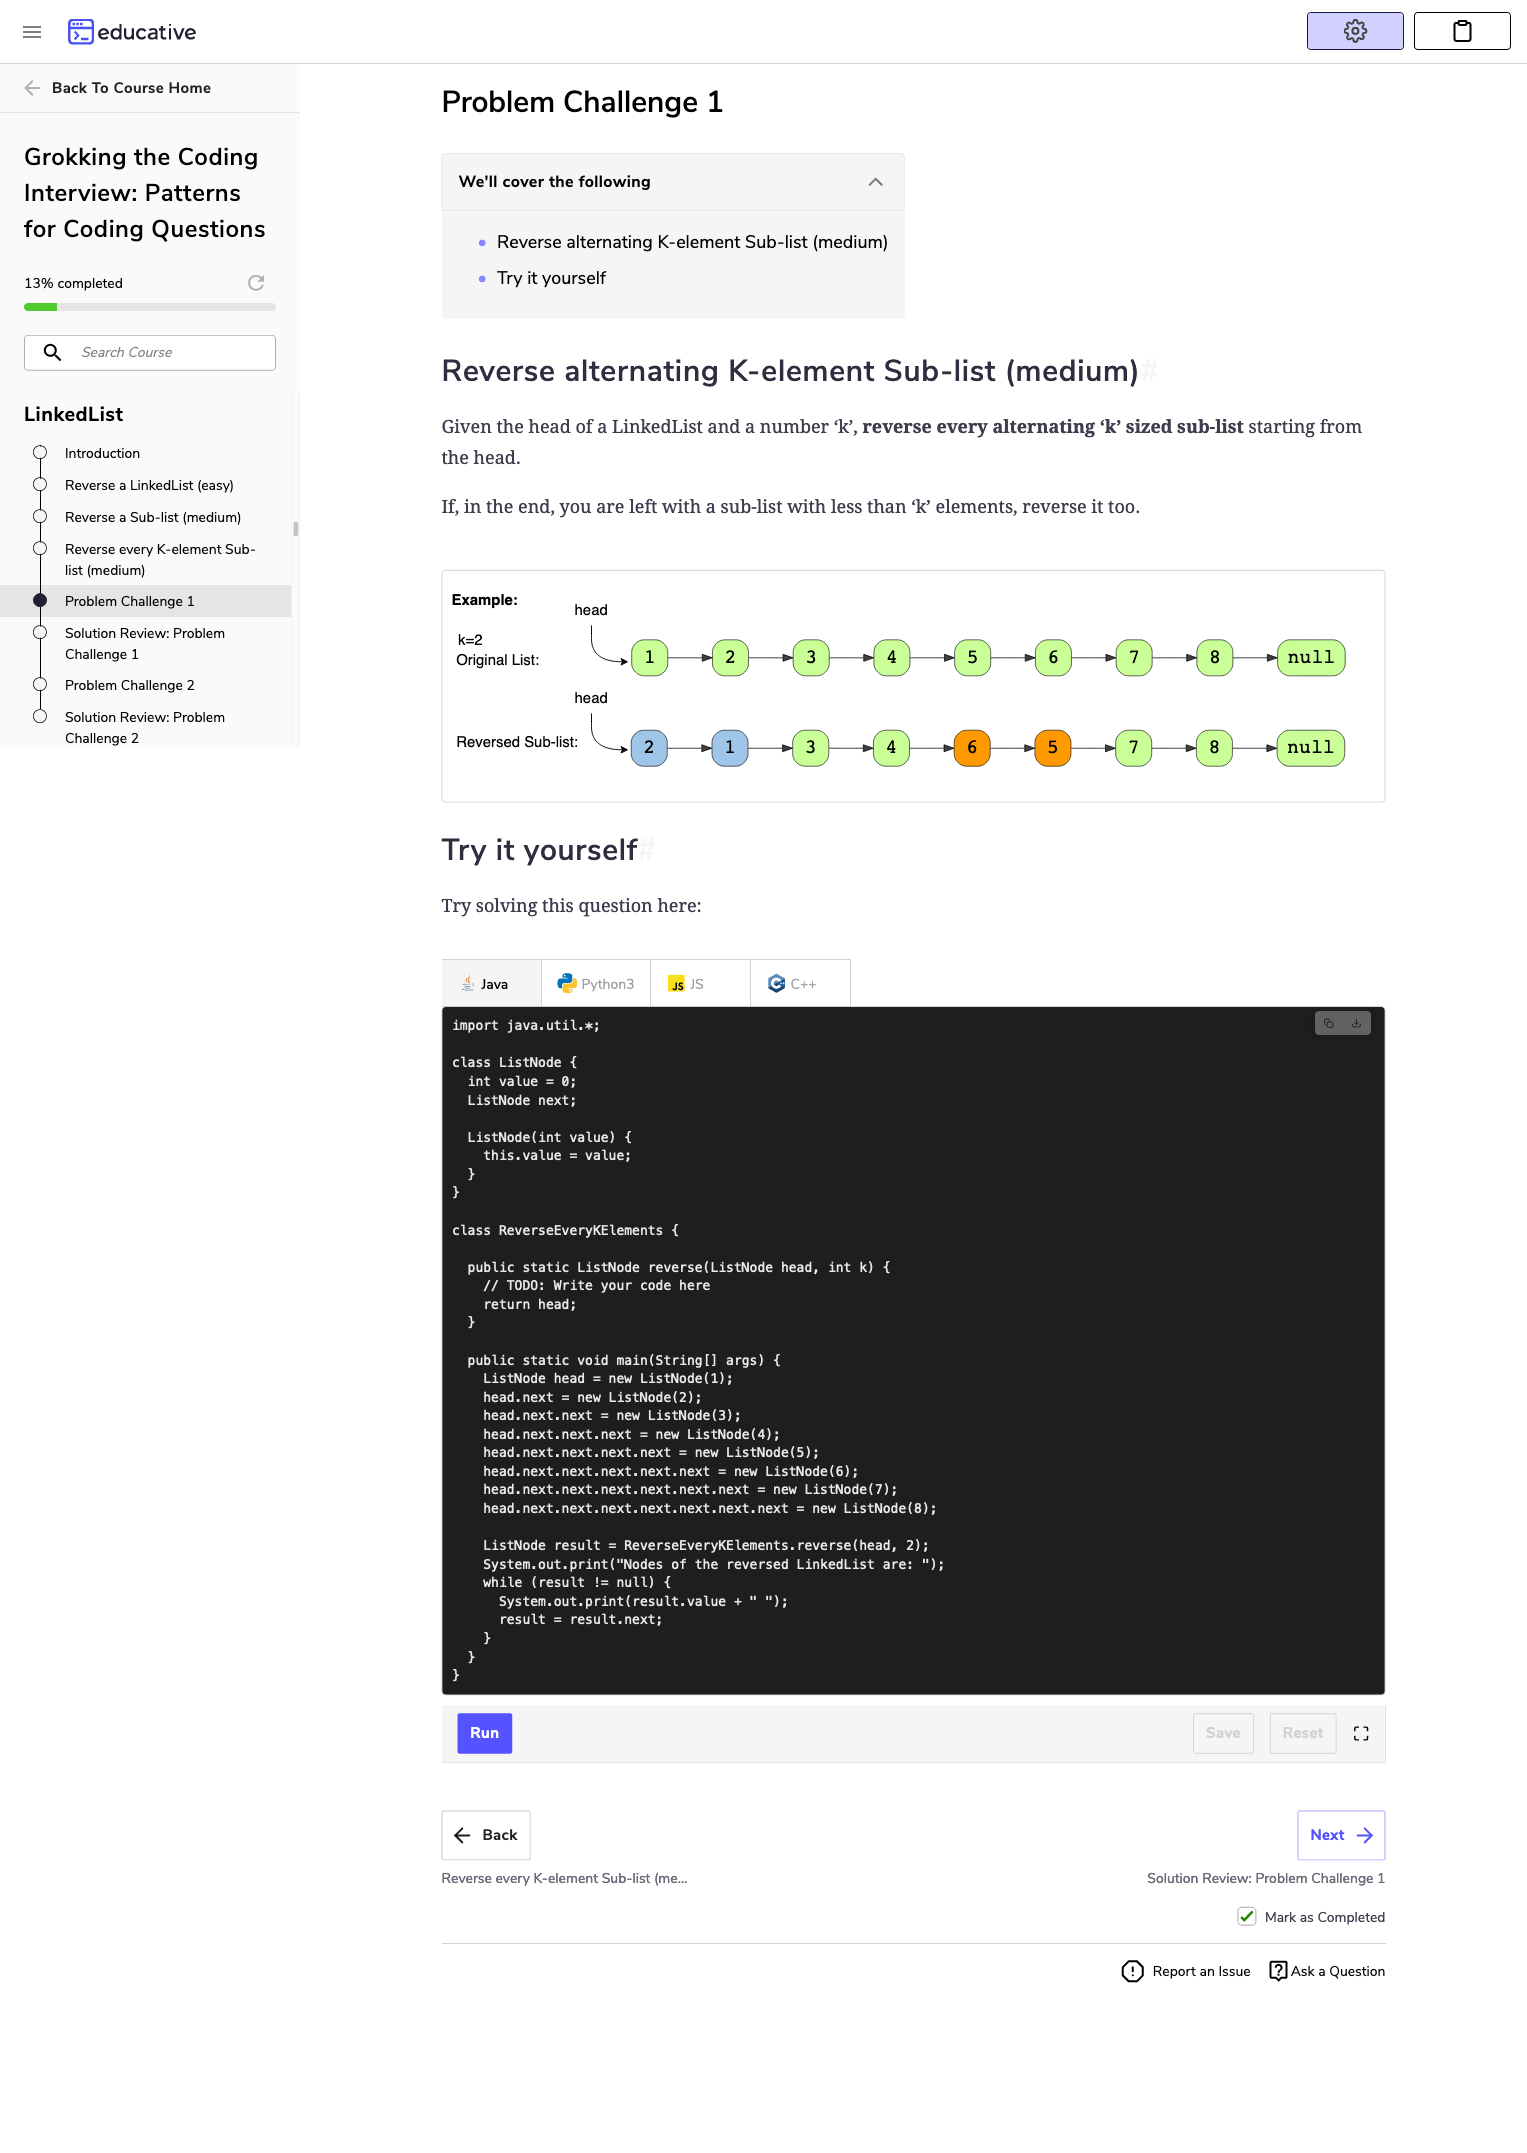 educative
Back To Course Home
Grokking the Coding
Interview: Patterns
for Coding Questions
13% completed
Search Course
LinkedList
Introduction
Reverse a LinkedList (easy)
Reverse a Sub-list (medium)
Reverse every K-element Sub-
list (medium)
Problem Challenge 1
Solution Review: Problem
Challenge 1
Problem Challenge 2
Solution Review: Problem
Challenge 2
Problem Challenge 1
We'll cover the following
Reverse alternating K-element Sub-list (medium)
Try it yourself
Reverse alternating K-element Sub-list (medium)#
Given the head of a LinkedList and a number ‘k’, reverse every alternating ‘k’ sized sub-list starting from
the head.
If, in the end, you are left with a sub-list with less than ‘k’ elements, reverse it too.
Example:
head
k=2
Original List:
1 2 3 4 5 6 7 8 null
head
Reversed Sub-list:
2 1 3 4 6 5 7 8 null
Try it yourself#
Try solving this question here:
Java Python3 JS JS C++
import java.util.*;
class ListNode {
int value = 0;
ListNode next;
ListNode(int value) {
this.value = value;
}
}
class ReverseEveryKElements {
public static ListNode reverse(ListNode head, int k) {
// TODO: Write your code here
return head;
}
public static void main(String[] args) {
ListNode head = new ListNode(1);
head.next = new ListNode(2);
head.next.next = new ListNode(3);
head.next.next.next = new ListNode(4);
head.next.next.next.next = new ListNode(5);
head.next.next.next.next.next = new ListNode(6);
head.next.next.next.next.next.next = new ListNode(7);
head.next.next.next.next.next.next.next = new ListNode(8);
ListNode result = ReverseEveryKElements.reverse(head, 2);
System.out.print("Nodes of the reversed LinkedList are: ");
while (result != null) {
System.out.print(result.value + " ");
result = result.next;
}
}
}
Run Save Reset
Back Next
Reverse every K-element Sub-list (me... Solution Review: Problem Challenge 1
Mark as Completed
Report an Issue Ask a Question